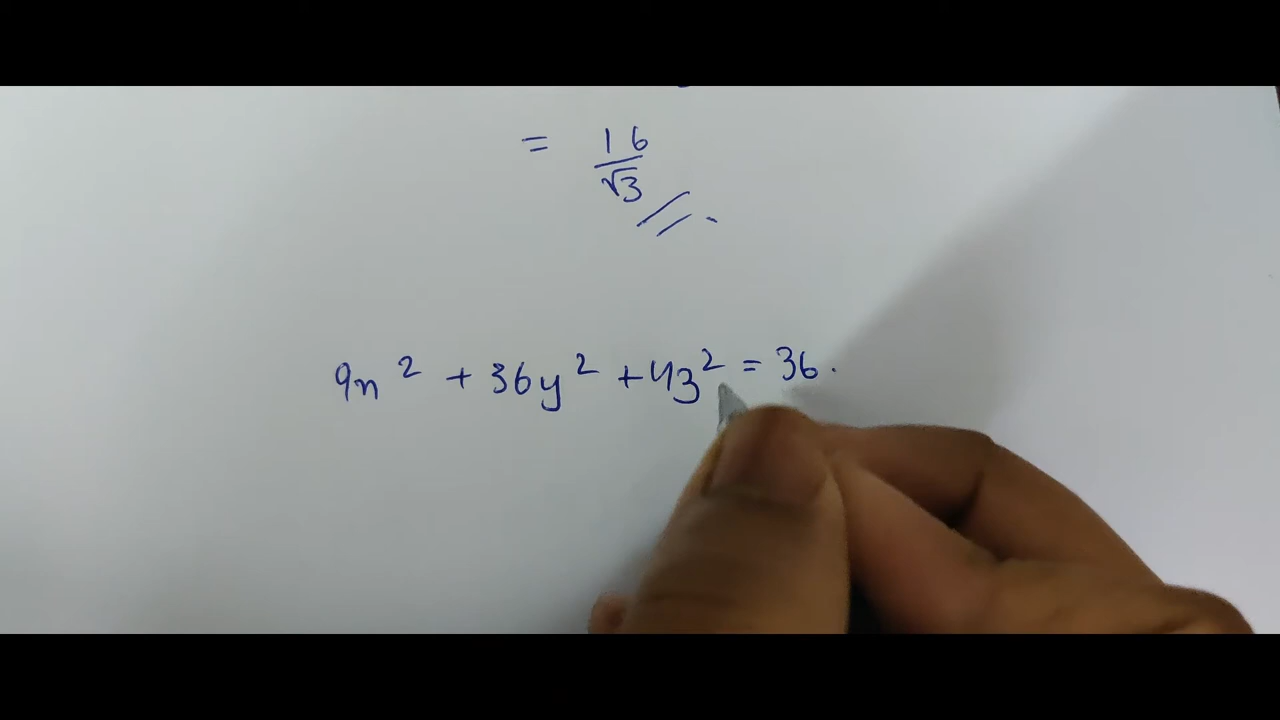 = 16/√3
9x² + 36y² + 4z² = 36.